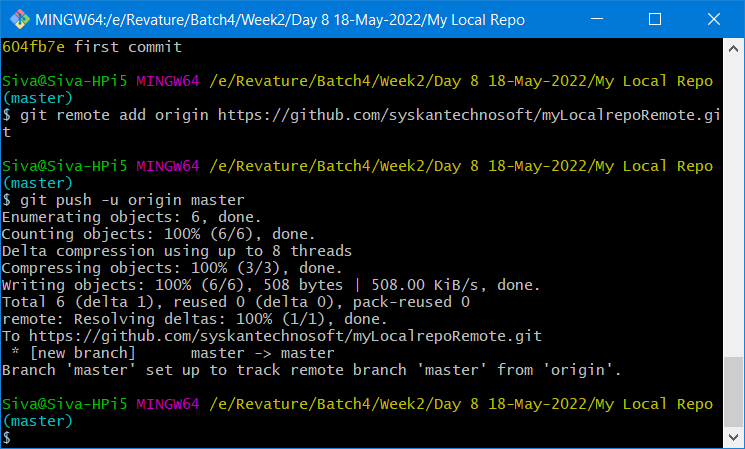 MINGW64:/e/Revature/Batch4/Week2/Day 8 18-May-2022/My Local Repo
604fb7e first commit
Siva@Siva-HPi5 MINGW64 /e/Revature/Batch4/Week2/Day 8 18-May-2022/My Local Repo
(master)
$ git remote add origin https://github.com/syskantechnosoft/myLocalrepoRemote.gi
t
Siva@Siva-HPi5 MINGW64 /e/Revature/Batch4/Week2/Day 8 18-May-2022/My Local Repo
(master)
$ git push -u origin master
Enumerating objects: 6, done.
Counting objects: 100% (6/6), done.
Delta compression using up to 8 threads
Compressing objects: 100% (3/3), done.
Writing objects: 100% (6/6), 508 bytes | 508.00 KiB/s, done.
Total 6 (delta 1), reused 0 (delta 0), pack-reused 0
remote: Resolving deltas: 100% (1/1), done.
To https://github.com/syskantechnosoft/myLocalrepoRemote.git
 * [new branch]      master -> master
Branch 'master' set up to track remote branch 'master' from 'origin'.
Siva@Siva-HPi5 MINGW64 /e/Revature/Batch4/Week2/Day 8 18-May-2022/My Local Repo
(master)
$